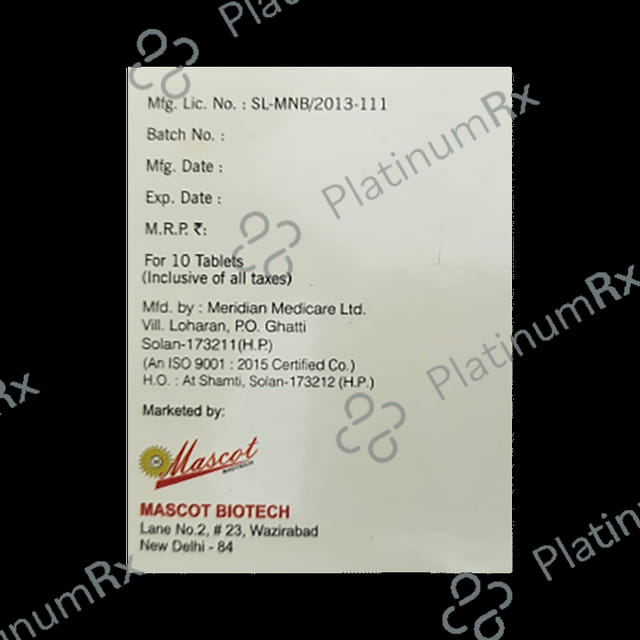 PlatinumRx
Mfg. Lic. No. : SL-MNB/2013-111
Batch No. :
Mfg. Date :
Exp. Date :
M.R.P. ₹:
For 10 Tablets
(Inclusive of all taxes)
Mfd. by : Meridian Medicare Ltd.
Vill. Loharan, P.O. Ghatti
Solan-173211(H.P.)
(An ISO 9001 : 2015 Certified Co.)
H.O. : At Shamti, Solan-173212 (H.P.)
Marketed by:
Mascot
BIOTECH
MASCOT BIOTECH
Lane No.2, # 23, Wazirabad
New Delhi - 84
PlatinumRx
PlatinumRx
Rx
PlatinumRx
Platin